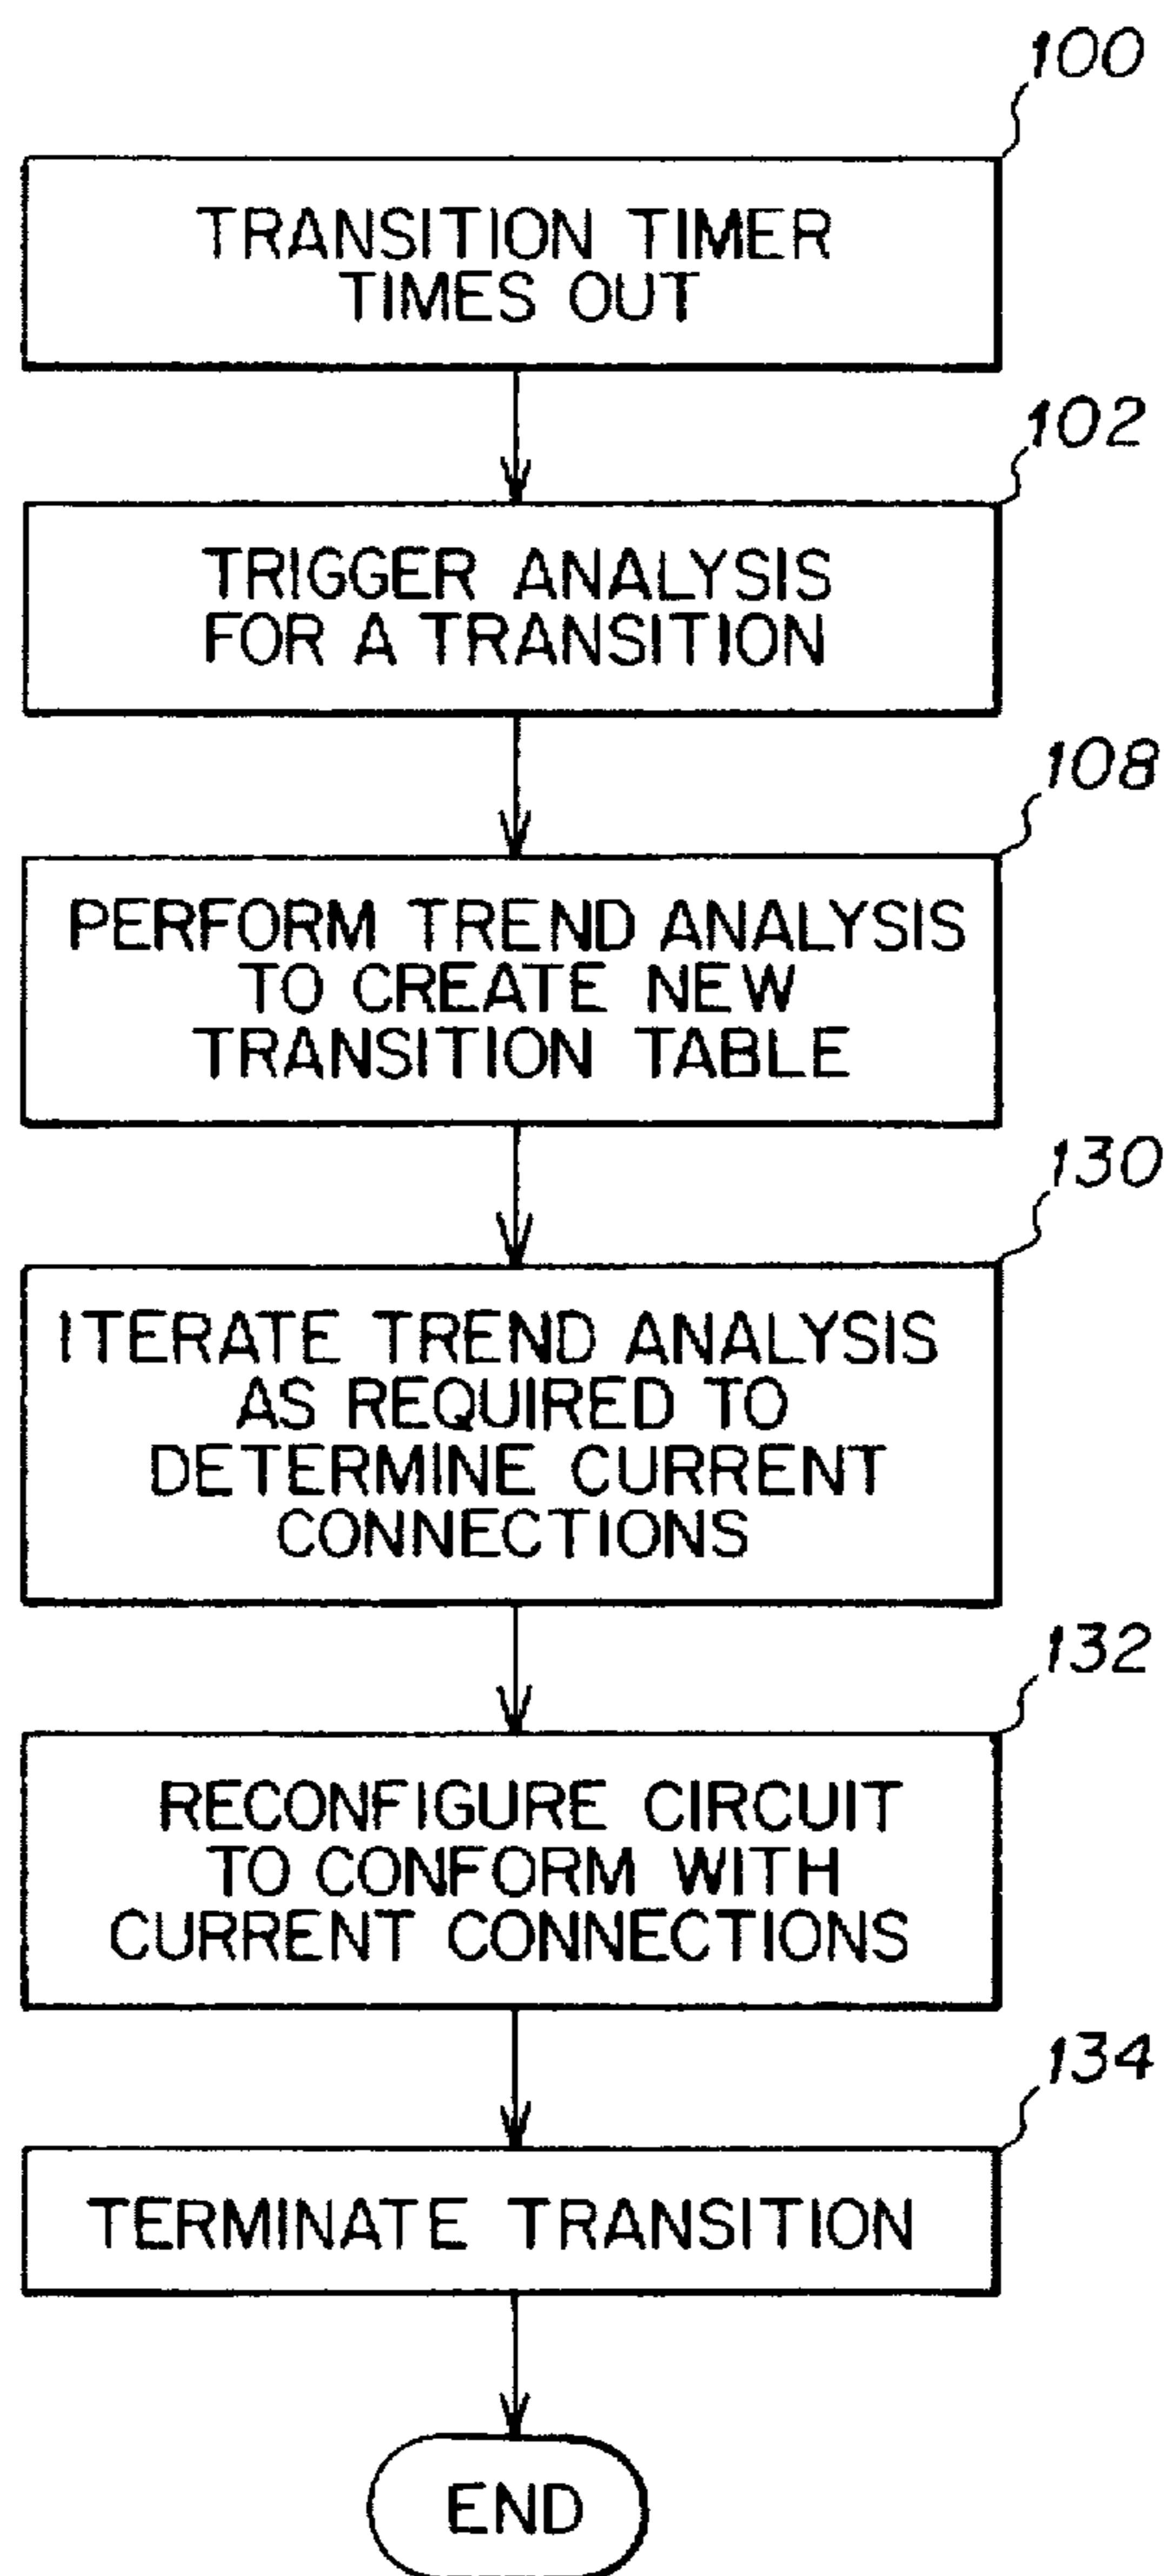 100
TRANSITION TIMER
TIMES OUT
102
TRIGGER ANALYSIS
FOR A TRANSITION
108
PERFORM TREND ANALYSIS
TO CREATE NEW
TRANSITION TABLE
130
ITERATE TREND ANALYSIS
AS REQUIRED TO
DETERMINE CURRENT
CONNECTIONS
132
RECONFIGURE CIRCUIT
TO CONFORM WITH
CURRENT CONNECTIONS
134
TERMINATE TRANSITION
END